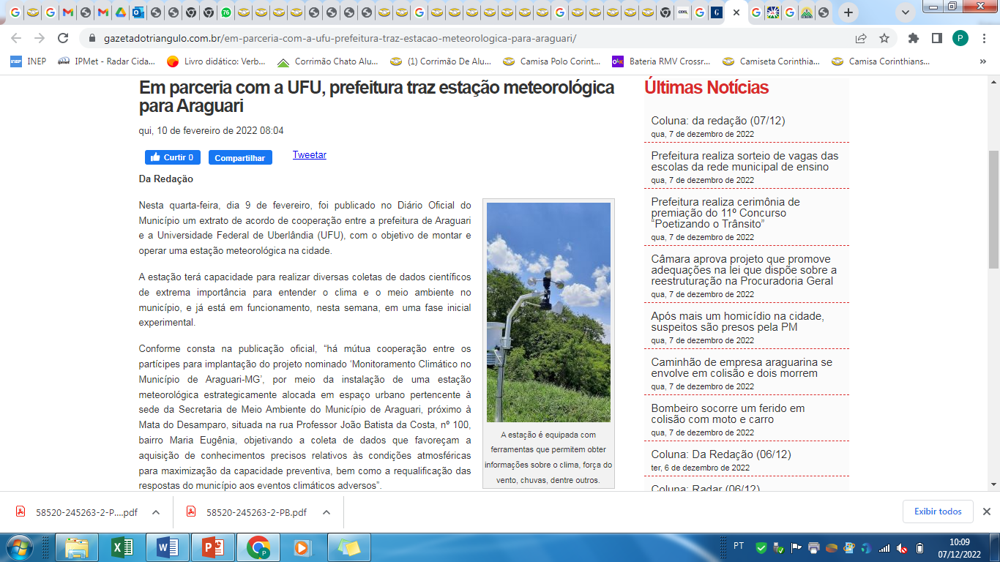 76
gazetadotriangulo.com.br/em-parceria-com-a-ufu-prefeitura-traz-estacao-meteorologica-para-araguari/
P
INEP
IPMet - Radar Cida...
Livro didático: Verb...
Corrimão Chato Alu...
(1) Corrimão De Alu...
Camisa Polo Corint...
Bateria RMV Crossr...
Camiseta Corinthia...
Camisa Corinthians...
»
Em parceria com a UFU, prefeitura traz estação meteorológica
para Araguari
qui, 10 de fevereiro de 2022 08:04
Curtir 0
Compartilhar
Tweetar
Da Redação
Nesta quarta-feira, dia 9 de fevereiro, foi publicado no Diário Oficial do
Município um extrato de acordo de cooperação entre a prefeitura de Araguari
e a Universidade Federal de Uberlândia (UFU), com o objetivo de montar e
operar uma estação meteorológica na cidade.
A estação terá capacidade para realizar diversas coletas de dados científicos
de extrema importância para entender o clima e o meio ambiente no
município, e já está em funcionamento, nesta semana, em uma fase inicial
experimental.
Conforme consta na publicação oficial, “há mútua cooperação entre os
partícipes para implantação do projeto nominado ‘Monitoramento Climático no
Município de Araguari-MG’, por meio da instalação de uma estação
meteorológica estrategicamente alocada em espaço urbano pertencente à
sede da Secretaria de Meio Ambiente do Município de Araguari, próximo à
Mata do Desamparo, situada na rua Professor João Batista da Costa, nº 100,
bairro Maria Eugênia, objetivando a coleta de dados que favoreçam a
aquisição de conhecimentos precisos relativos às condições atmosféricas
para maximização da capacidade preventiva, bem como a requalificação das
respostas do município aos eventos climáticos adversos”.
A estação é equipada com
ferramentas que permitem obter
informações sobre o clima, força do
vento, chuvas, dentre outros.
Últimas Notícias
Coluna: da redação (07/12)
qua, 7 de dezembro de 2022
Prefeitura realiza sorteio de vagas das
escolas da rede municipal de ensino
qua, 7 de dezembro de 2022
Prefeitura realiza cerimônia de
premiação do 11º Concurso
“Poetizando o Trânsito”
qua, 7 de dezembro de 2022
Câmara aprova projeto que promove
adequações na lei que dispõe sobre a
reestruturação na Procuradoria Geral
qua, 7 de dezembro de 2022
Após mais um homicídio na cidade,
suspeitos são presos pela PM
qua, 7 de dezembro de 2022
Caminhão de empresa araguarina se
envolve em colisão e dois morrem
qua, 7 de dezembro de 2022
Bombeiro socorre um ferido em
colisão com moto e carro
qua, 7 de dezembro de 2022
Coluna: Da Redação (06/12)
ter, 6 de dezembro de 2022
Coluna: Radar (06/12)
58520-245263-2-P....pdf
58520-245263-2-PB.pdf
Exibir todos
PT
10:09
07/12/2022